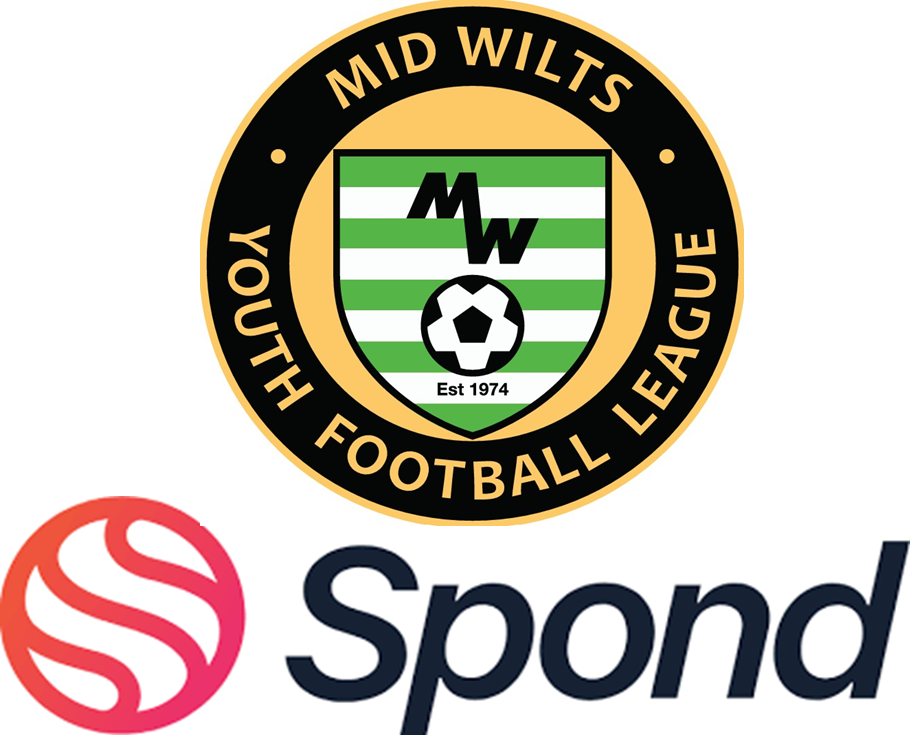 MID WILTS
YOUTH FOOTBALL LEAGUE
MW
Est 1974
Spond